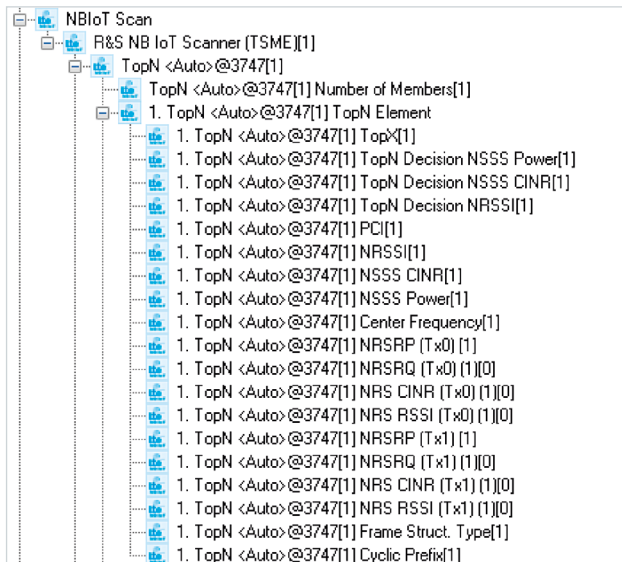 NBIoT Scan
R&S NB IoT Scanner (TSME)[1]
TopN <Auto>@3747[1]
TopN <Auto>@3747[1] Number of Members[1]
1. TopN <Auto>@3747[1] TopN Element
1. TopN <Auto>@3747[1] TopX[1]
1. TopN <Auto>@3747[1] TopN Decision NSSS Power[1]
1. TopN <Auto>@3747[1] TopN Decision NSSS CINR[1]
1. TopN <Auto>@3747[1] TopN Decision NRSSI[1]
1. TopN <Auto>@3747[1] PCI[1]
1. TopN <Auto>@3747[1] NRSSI[1]
1. TopN <Auto>@3747[1] NSSS CINR[1]
1. TopN <Auto>@3747[1] NSSS Power[1]
1. TopN <Auto>@3747[1] Center Frequency[1]
1. TopN <Auto>@3747[1] NRSRP (Tx0) [1]
1. TopN <Auto>@3747[1] NRSRQ (Tx0) (1)[0]
1. TopN <Auto>@3747[1] NRS CINR (Tx0) (1)[0]
1. TopN <Auto>@3747[1] NRS RSSI (Tx0) (1)[0]
1. TopN <Auto>@3747[1] NRSRP (Tx1) [1]
1. TopN <Auto>@3747[1] NRSRQ (Tx1) (1)[0]
1. TopN <Auto>@3747[1] NRS CINR (Tx1) (1)[0]
1. TopN <Auto>@3747[1] NRS RSSI (Tx1) (1)[0]
1. TopN <Auto>@3747[1] Frame Struct. Type[1]
1. TopN <Auto>@3747[1] Cyclic Prefix[1]